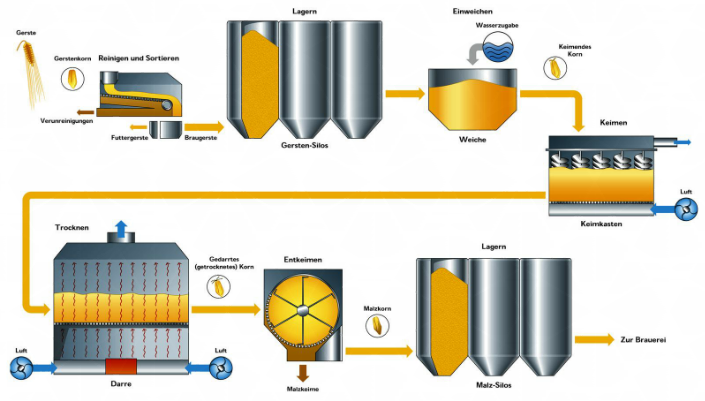 Lagern
Einweichen
Wasserzugabe
Gerste
Gerstenkorn
Reinigen und Sortieren
Keimendes
Korn
Verunreinigungen
Futtergerste
Braugerste
Gersten-Silos
Weiche
Keimen
Luft
Keimkasten
Trocknen
Gedarrtes
(getrocknetes) Korn
Entkeimen
Lagern
Malzkorn
Zur Brauerei
Luft
Luft
Darre
Malzkeime
Malz-Silos